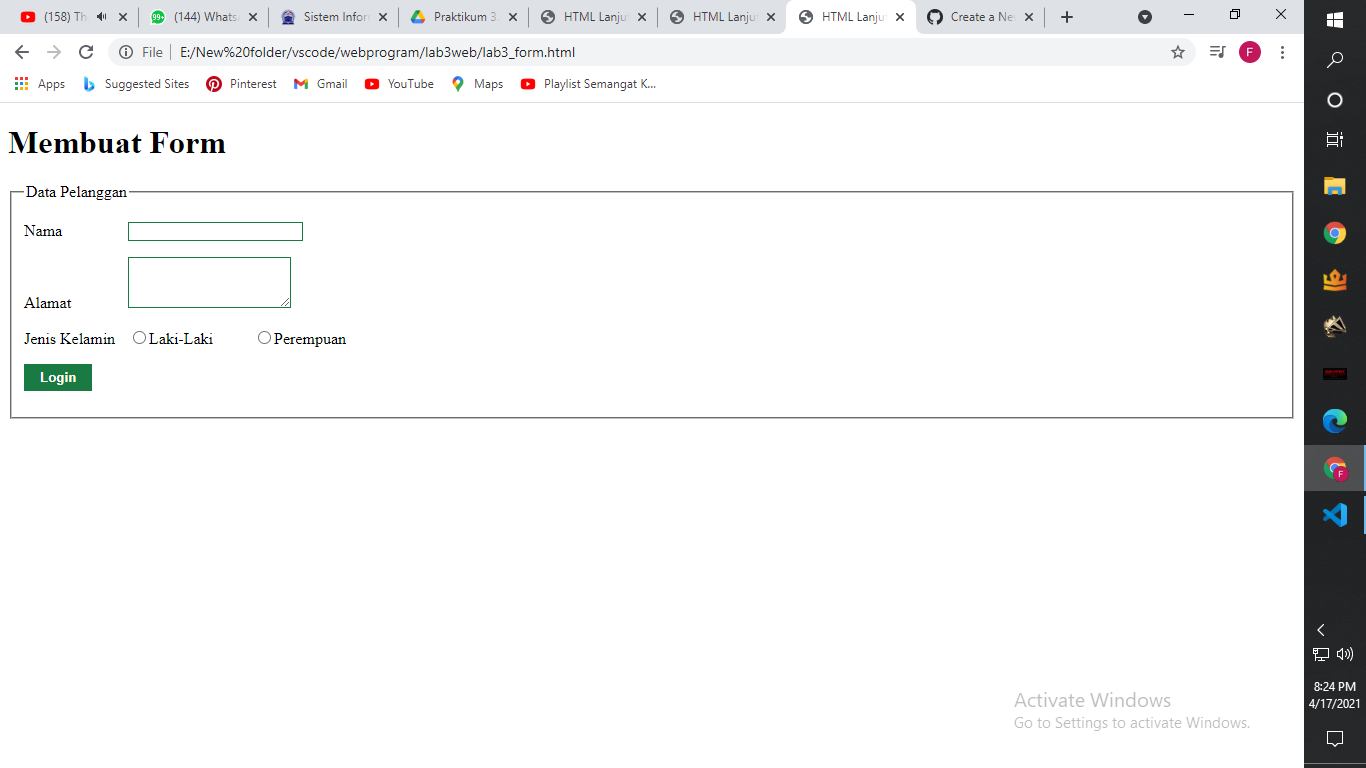 (158) Th
(144) Whats
Sistem Infor
Praktikum 3.
HTML Lanju
HTML Lanju
HTML Lanju
Create a Ne
File | E:/New%20folder/vscode/webprogram/lab3web/lab3_form.html
F
Apps
Suggested Sites
Pinterest
Gmail
YouTube
Maps
Playlist Semangat K...
Membuat Form
Data Pelanggan
Nama
Alamat
Jenis Kelamin Laki-Laki Perempuan
Login
Activate Windows
Go to Settings to activate Windows.
8:24 PM
4/17/2021